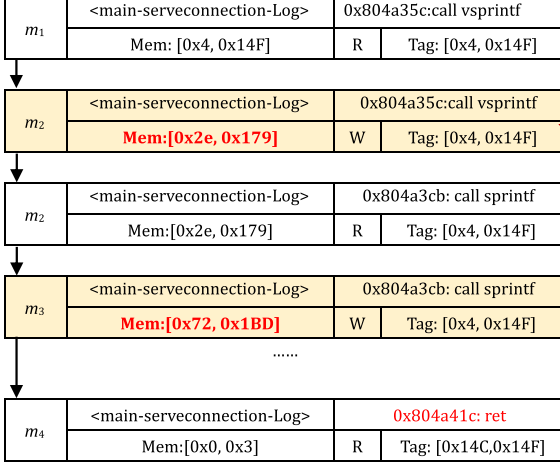 m1 <main-serveconnection-Log> 0x804a35c:call vsprintf
Mem: [0x4, 0x14F] R Tag: [0x4, 0x14F]
m2 <main-serveconnection-Log> 0x804a35c:call vsprintf
Mem:[0x2e, 0x179] W Tag: [0x4, 0x14F]
m2 <main-serveconnection-Log> 0x804a3cb: call sprintf
Mem:[0x2e, 0x179] R Tag: [0x4, 0x14F]
m3 <main-serveconnection-Log> 0x804a3cb: call sprintf
Mem:[0x72, 0x1BD] W Tag: [0x4, 0x14F]
......
m4 <main-serveconnection-Log> 0x804a41c: ret
Mem:[0x0, 0x3] R Tag: [0x14C,0x14F]